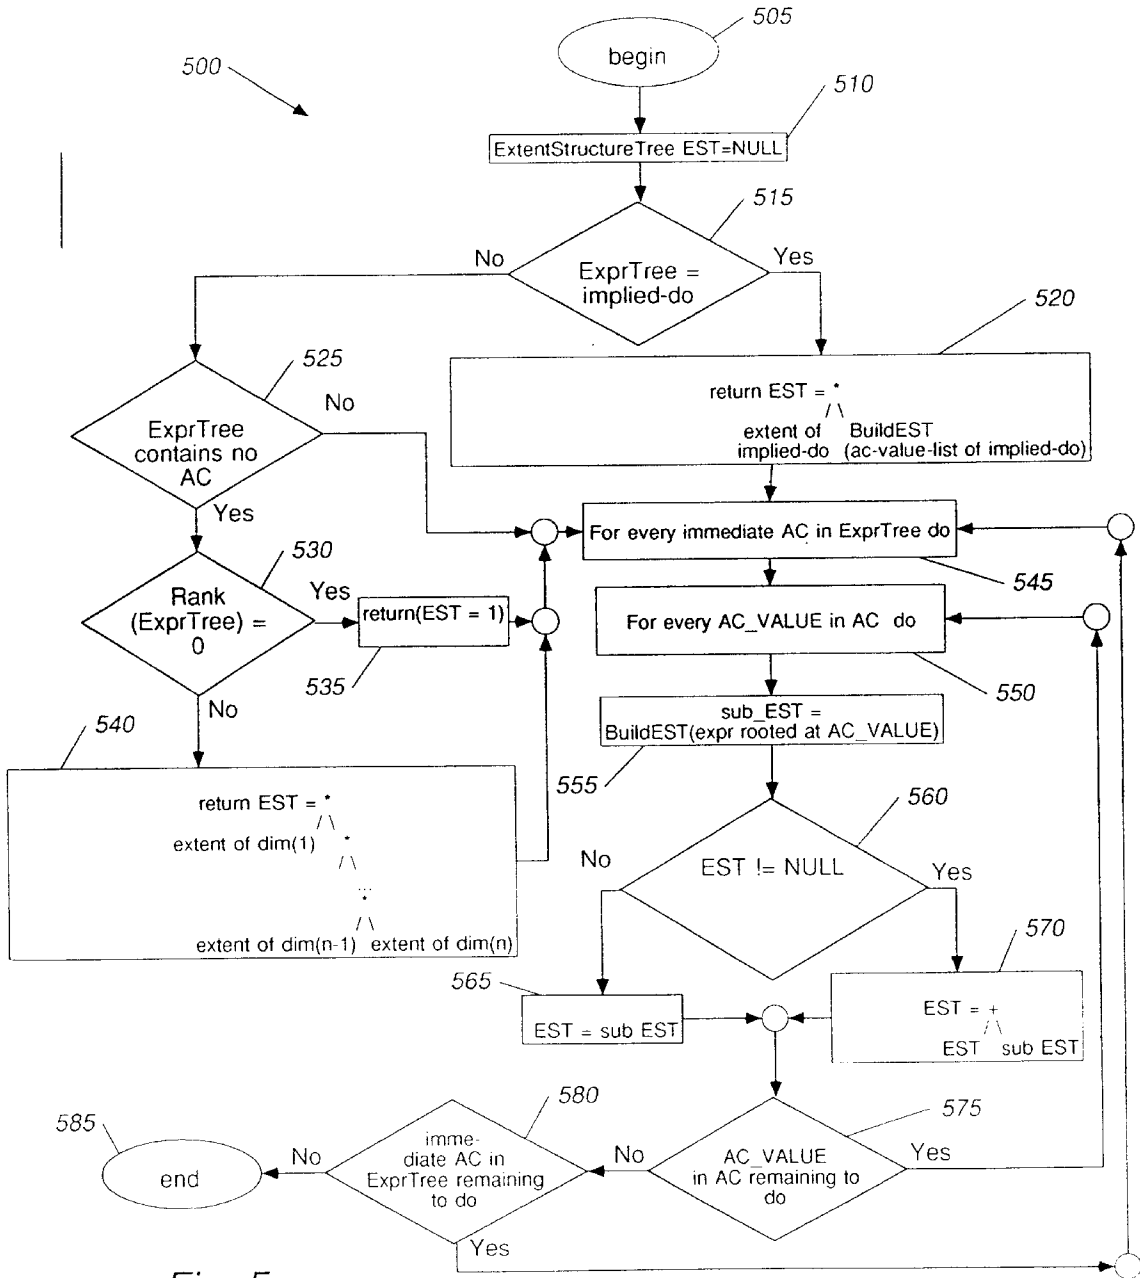 505
begin
500
510
ExtentStructureTree EST=NULL
515
No
Yes
ExprTree =
implied-do
520
return EST = *
/ \
extent of BuildEST
implied-do (ac-value-list of implied-do)
525
No
ExprTree
contains no
AC
Yes
For every immediate AC in ExprTree do
530
545
Rank
(ExprTree) =
0
Yes
return(EST = 1)
535
For every AC_VALUE in AC do
550
No
540
sub_EST =
BuildEST(expr rooted at AC_VALUE)
555
return EST = *
/ \
extent of dim(1) *
/ \
...
*
/ \
extent of dim(n-1) extent of dim(n)
560
No
EST != NULL
Yes
570
565
EST = sub EST
EST = +
/ \
EST sub EST
580
575
585
end
No
imme-
diate AC in
ExprTree remaining
to do
No
AC_VALUE
in AC remaining to
do
Yes
Yes